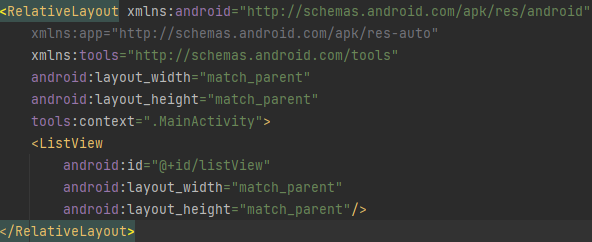 <RelativeLayout xmlns:android="http://schemas.android.com/apk/res/android"
    xmlns:app="http://schemas.android.com/apk/res-auto"
    xmlns:tools="http://schemas.android.com/tools"
    android:layout_width="match_parent"
    android:layout_height="match_parent"
    tools:context=".MainActivity">
    <ListView
        android:id="@+id/listView"
        android:layout_width="match_parent"
        android:layout_height="match_parent"/>
</RelativeLayout>